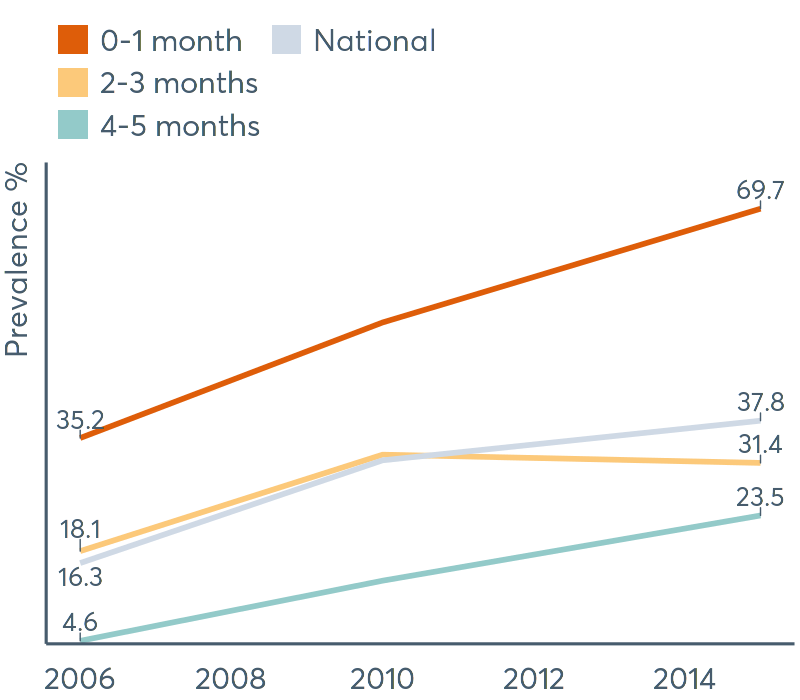 0-1 month National
2-3 months
4-5 months
Prevalence %
69.7
35.2
37.8
31.4
23.5
18.1
16.3
4.6
2006 2008 2010 2012 2014